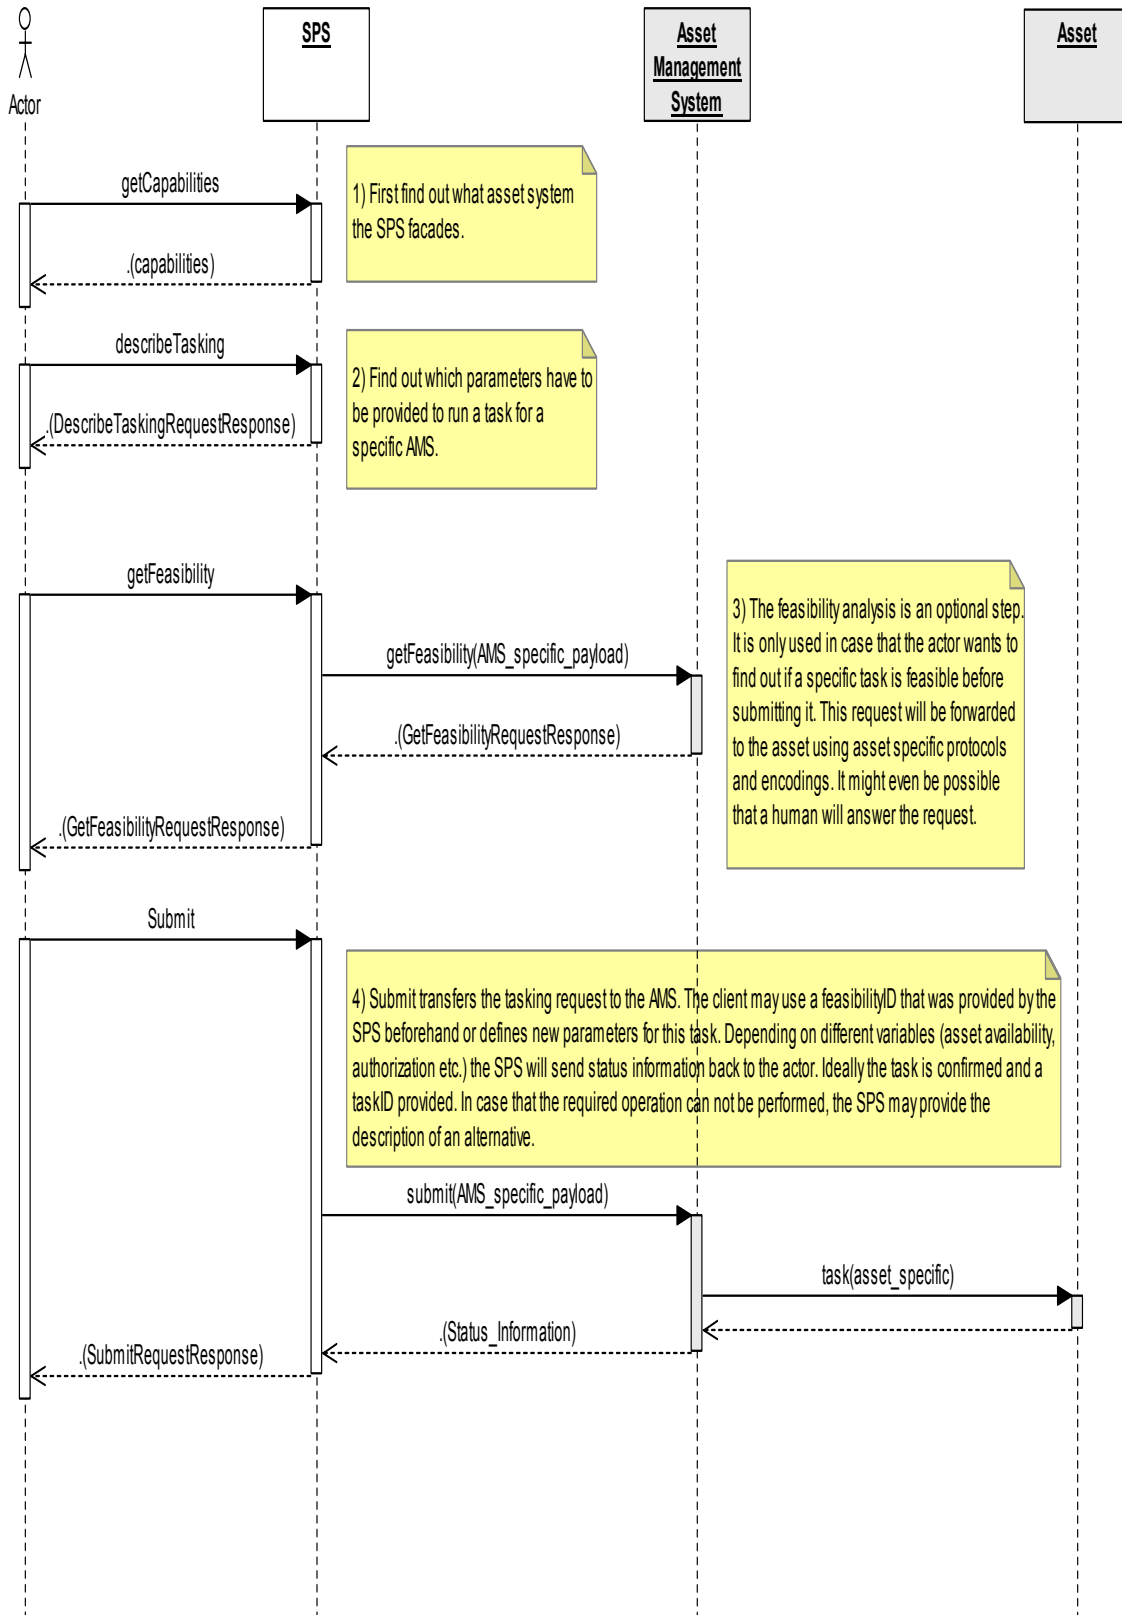 SPS
Asset
Management
System
Asset
Actor
getCapabilities
1) First find out what asset system
the SPS facades.
.(capabilities)
describeTasking
2) Find out which parameters have to
be provided to run a task for a
specific AMS.
.(DescribeTaskingRequestResponse)
getFeasibility
3) The feasibility analysis is an optional step.
It is only used in case that the actor wants to
find out if a specific task is feasible before
submitting it. This request will be forwarded
to the asset using asset specific protocols
and encodings. It might even be possible
that a human will answer the request.
getFeasibility(AMS_specific_payload)
.(GetFeasibilityRequestResponse)
.(GetFeasibilityRequestResponse)
Submit
4) Submit transfers the tasking request to the AMS. The client may use a feasibilityID that was provided by the
SPS beforehand or defines new parameters for this task. Depending on different variables (asset availability,
authorization etc.) the SPS will send status information back to the actor. Ideally the task is confirmed and a
taskID provided. In case that the required operation can not be performed, the SPS may provide the
description of an alternative.
submit(AMS_specific_payload)
task(asset_specific)
.(Status_Information)
.(SubmitRequestResponse)